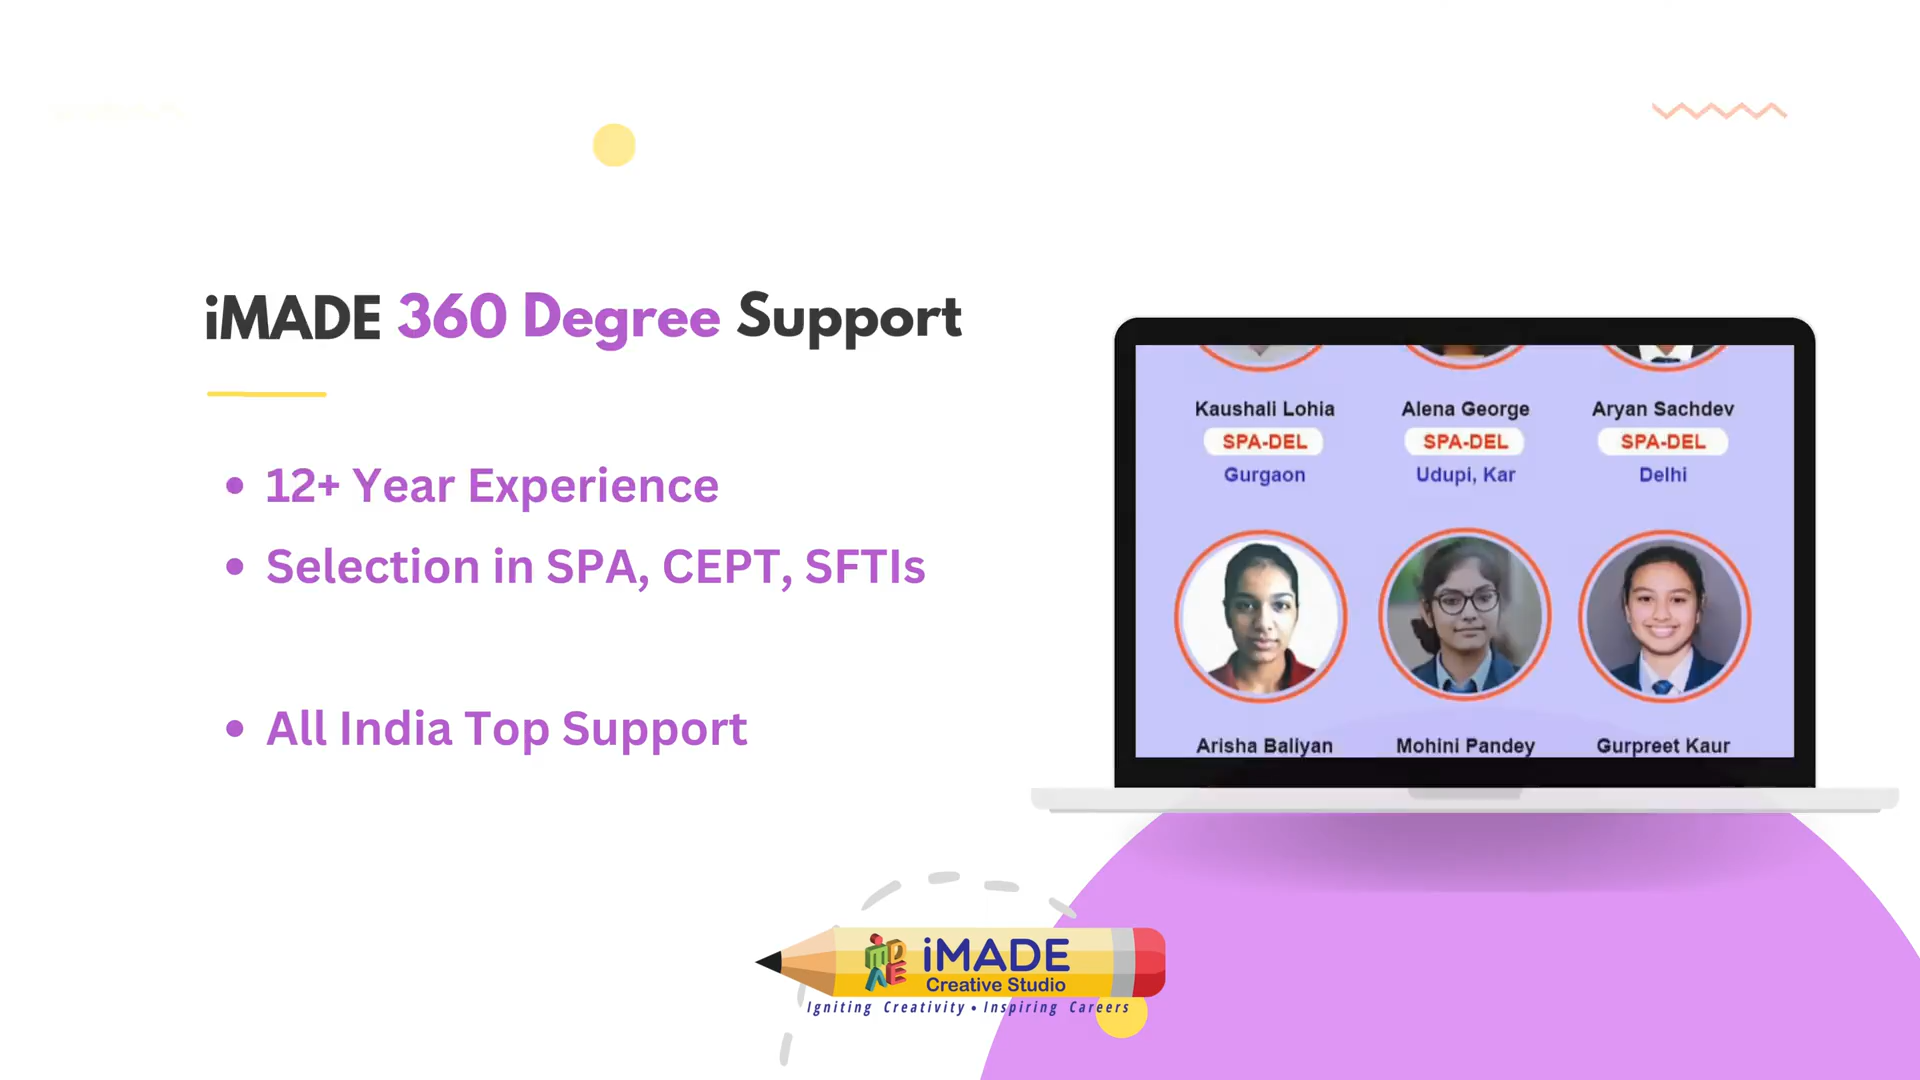 iMADE 360 Degree Support
12+ Year Experience
Selection in SPA, CEPT, SFTIs
All India Top Support
Kaushali Lohia
SPA-DEL
Gurgaon
Alena George
SPA-DEL
Udupi, Kar
Aryan Sachdev
SPA-DEL
Delhi
Arisha Baliyan
Mohini Pandey
Gurpreet Kaur
iMADE
Creative Studio
Igniting Creativity • Inspiring Careers